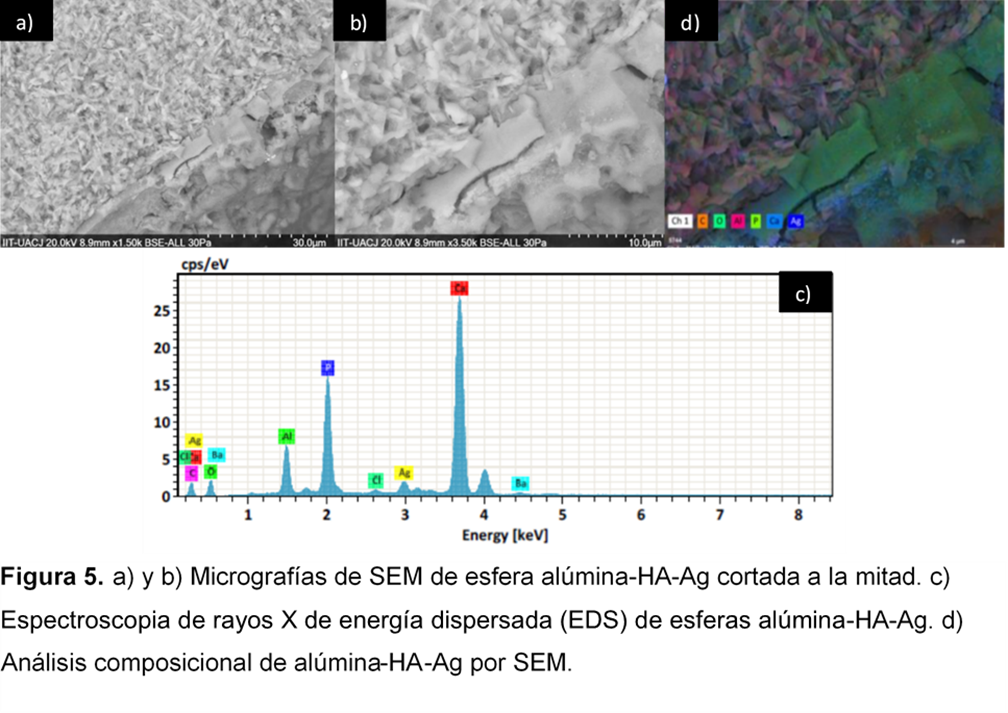 a)
b)
d)
IIT-UACJ 20.0kV 8.9mm x1.50k BSE-ALL 30Pa 30.0µm
IIT-UACJ 20.0kV 8.9mm x3.50k BSE-ALL 30Pa 10.0µm
Ch 1 C O Al P Ca Ag
4 µm
cps/eV
c)
25
20
15
10
5
0
Ca
P
Al
Ag
Cl
Ba
C
O
Cl
Ag
Ba
1 2 3 4 5 6 7 8
Energy [keV]
Figura 5. a) y b) Micrografías de SEM de esfera alúmina-HA-Ag cortada a la mitad. c)
Espectroscopia de rayos X de energía dispersada (EDS) de esferas alúmina-HA-Ag. d)
Análisis composicional de alúmina-HA-Ag por SEM.